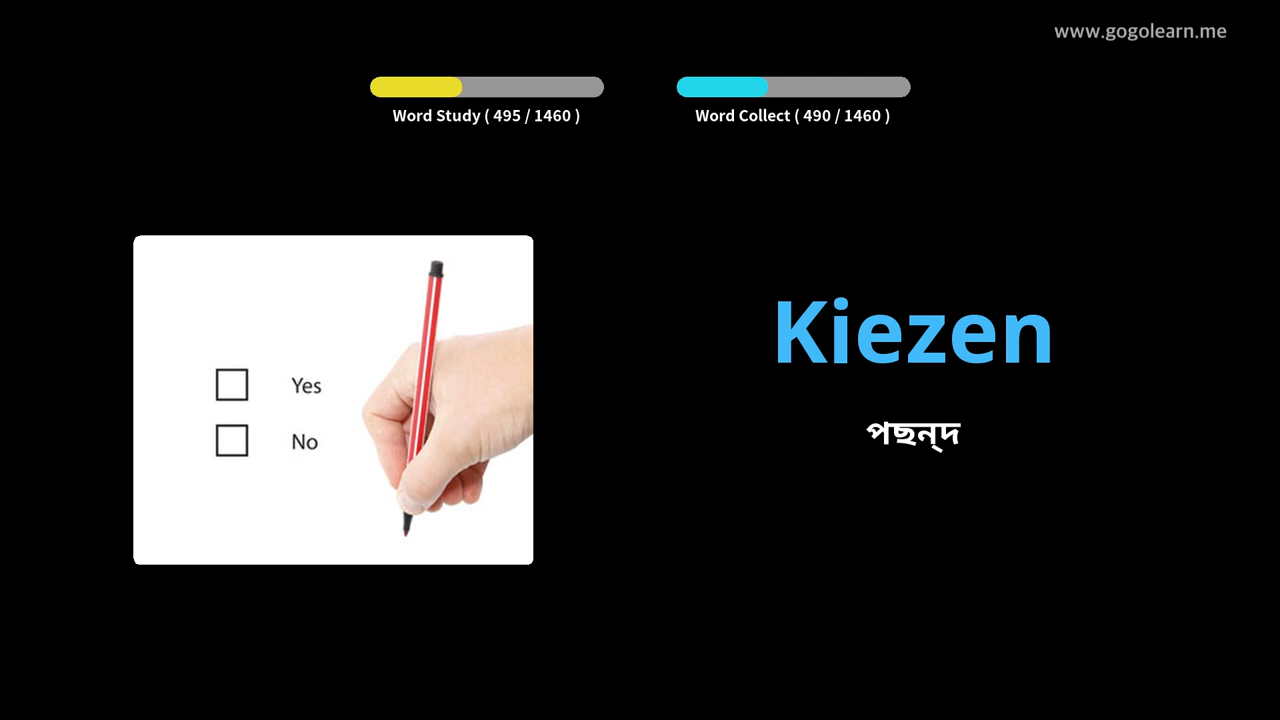 www.gogolearn.me
Word Study ( 495 / 1460 )
Word Collect ( 490 / 1460 )
Yes
No
Kiezen
পছন্দ